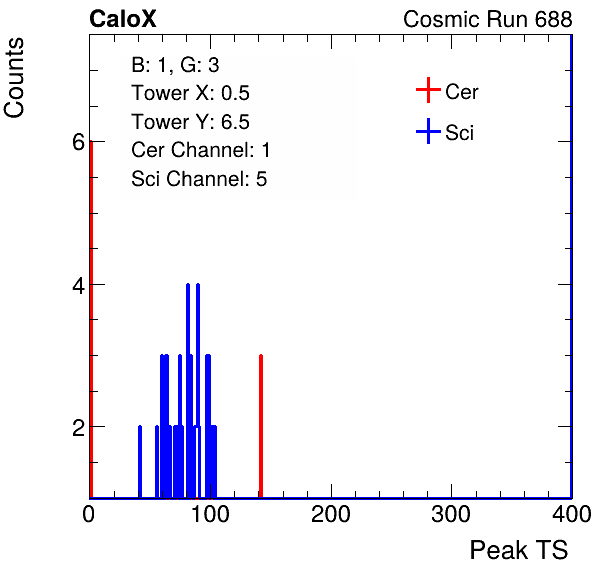 CaloX
Cosmic Run 688
Counts
B: 1, G: 3
Tower X: 0.5
Tower Y: 6.5
Cer Channel: 1
Sci Channel: 5
Cer
Sci
6
4
2
0 100 200 300 400
Peak TS